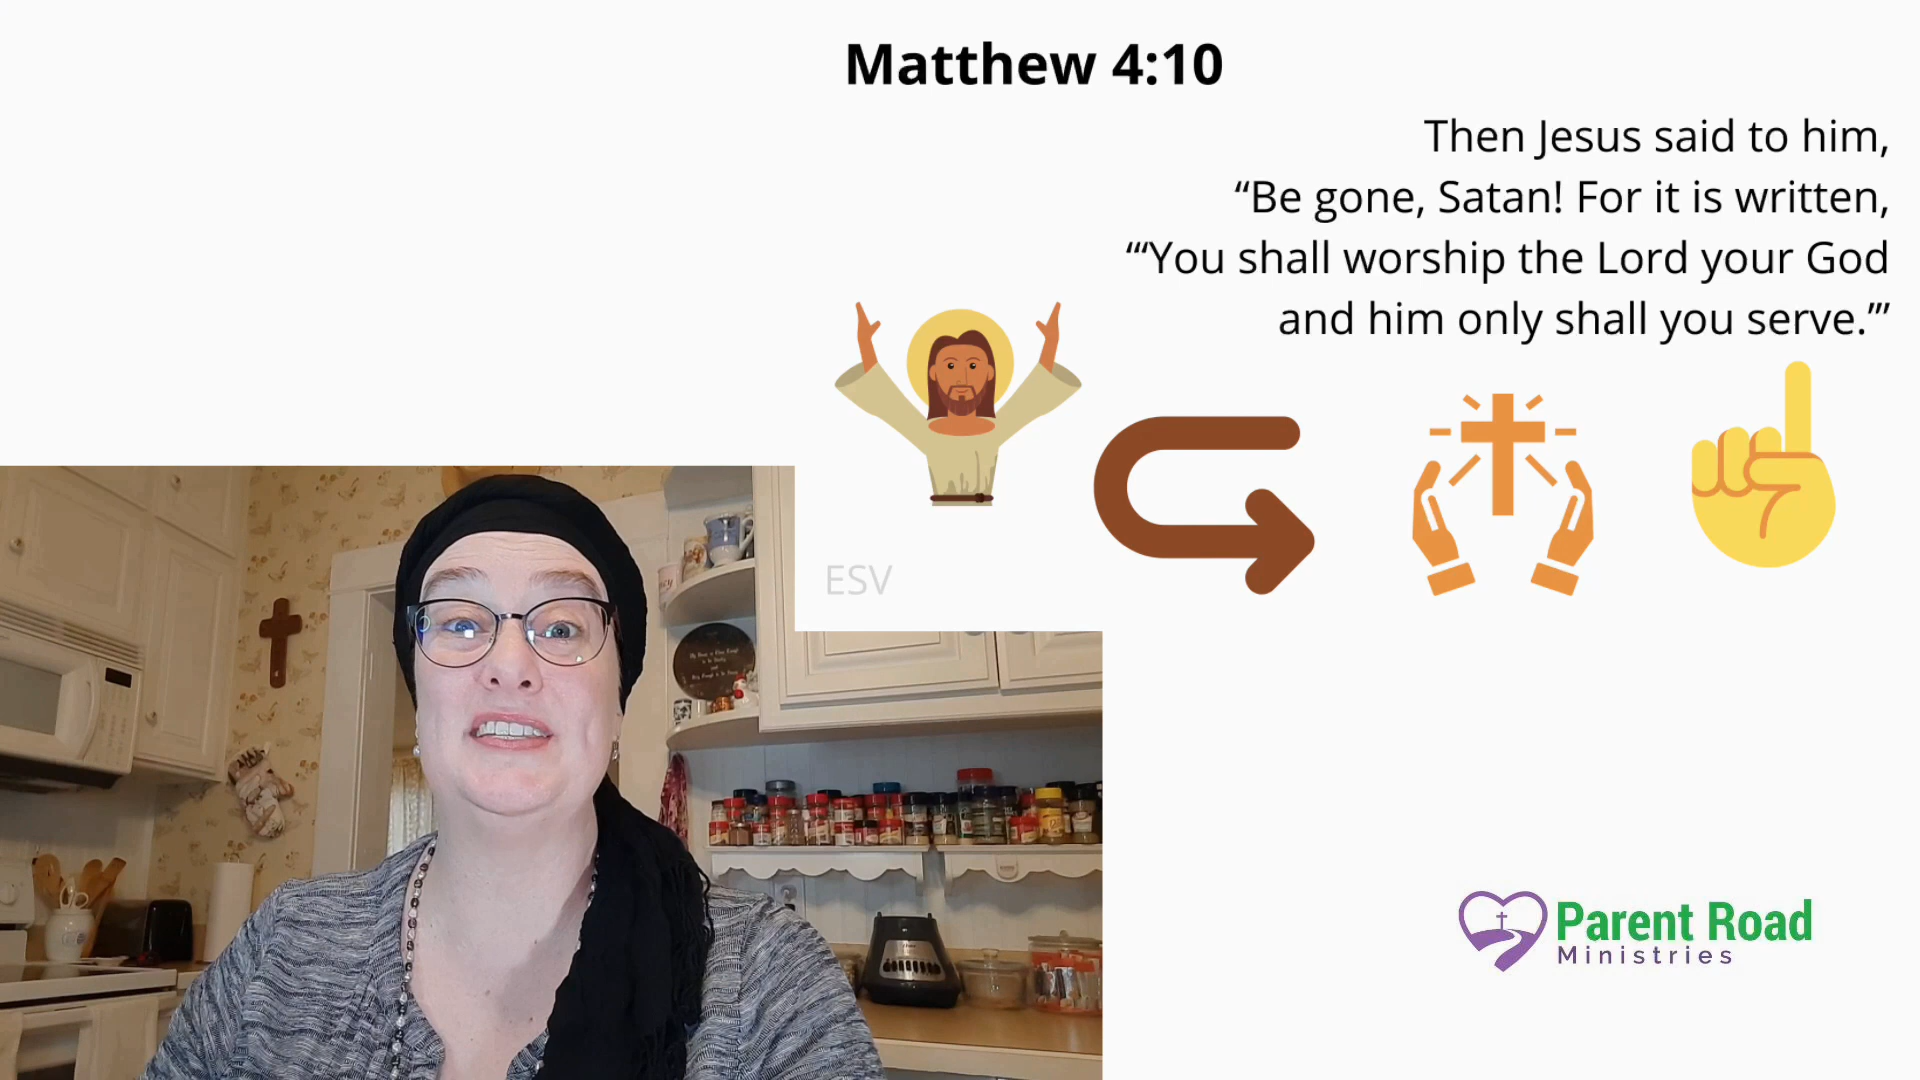 Matthew 4:10
Then Jesus said to him,
“Be gone, Satan! For it is written,
“‘You shall worship the Lord your God
and him only shall you serve.’”
ESV
Parent Road
Ministries